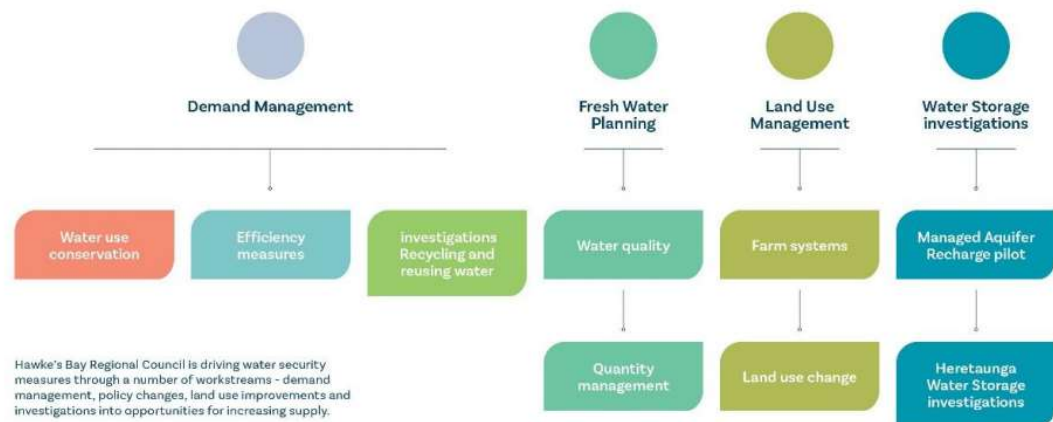 Demand Management
Fresh Water
Planning
Land Use
Management
Water Storage
investigations
Water use
conservation
Efficiency
measures
investigations
Recycling and
reusing water
Water quality
Farm systems
Managed Aquifer
Recharge pilot
Quantity
management
Land use change
Heretaunga
Water Storage
investigations
Hawke's Bay Regional Council is driving water security
measures through a number of workstreams - demand
management, policy changes, land use improvements and
investigations into opportunities for increasing supply.